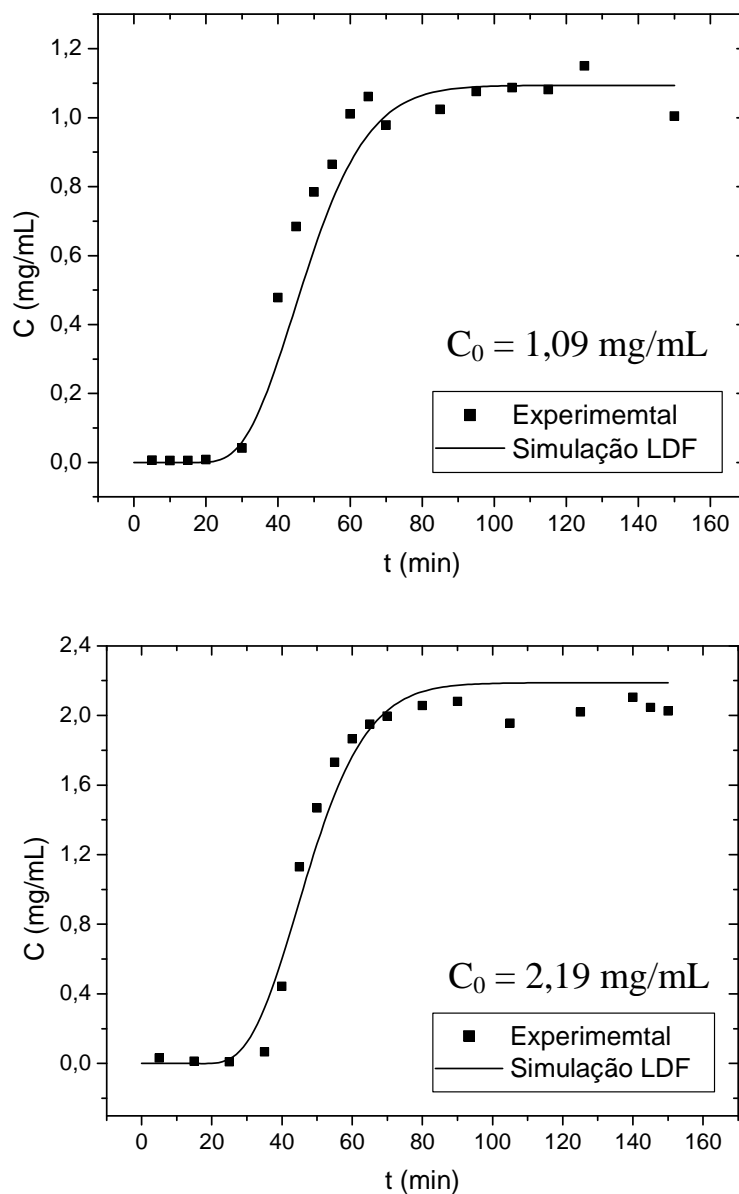 1,2
1,0
0,8
0,6
0,4
0,2
0,0
C (mg/mL)
C₀ = 1,09 mg/mL
Experimemtal
Simulação LDF
0 20 40 60 80 100 120 140 160
t (min)
2,4
2,0
1,6
1,2
0,8
0,4
0,0
C (mg/mL)
C₀ = 2,19 mg/mL
Experimemtal
Simulação LDF
0 20 40 60 80 100 120 140 160
t (min)